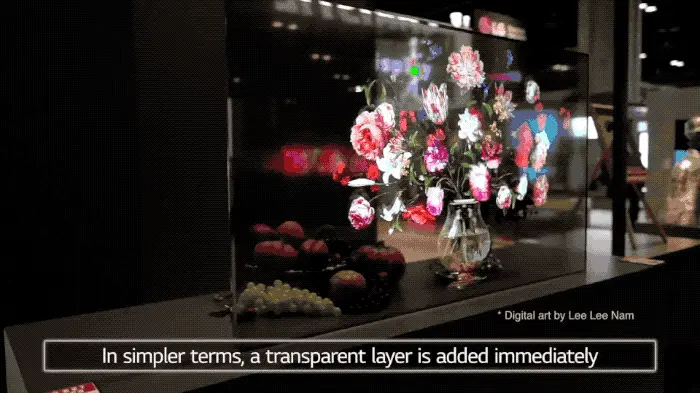 * Digital art by Lee Lee Nam
In simpler terms, a transparent layer is added immediately